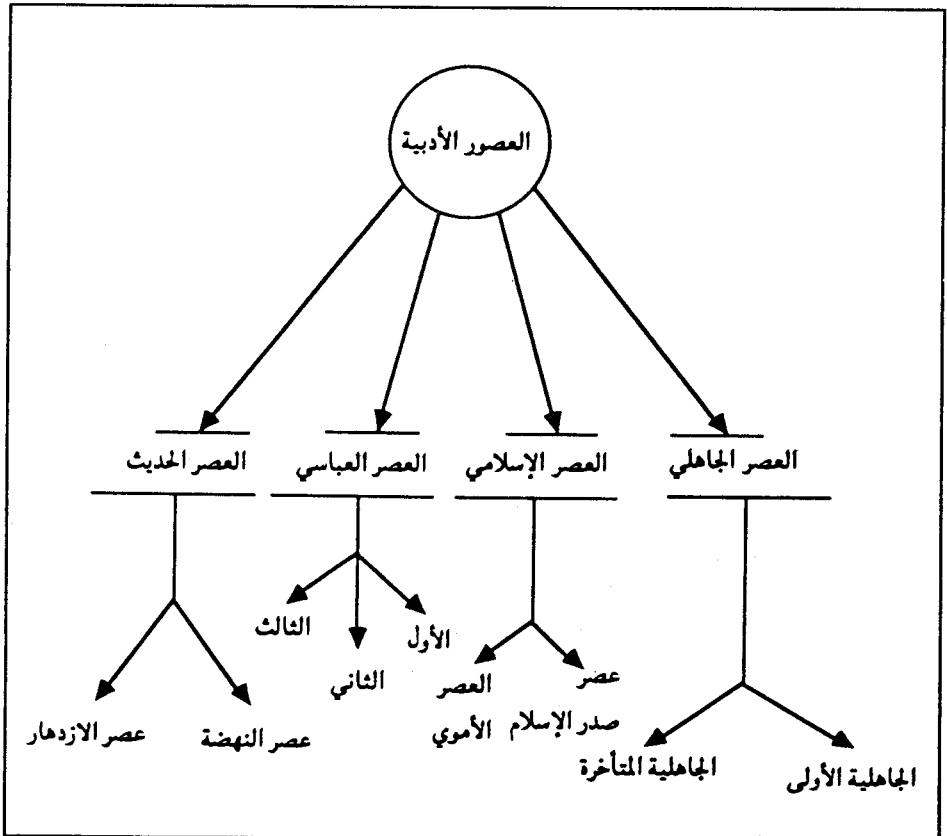 العصور الأدبية
العصر الجاهلي
العصر الإسلامي
العصر العباسي
العصر الحديث
الجاهلية الأولى
الجاهلية المتأخرة
عصر
صدر الإسلام
العصر
الأموي
الأول
الثاني
الثالث
عصر النهضة
عصر الازدهار